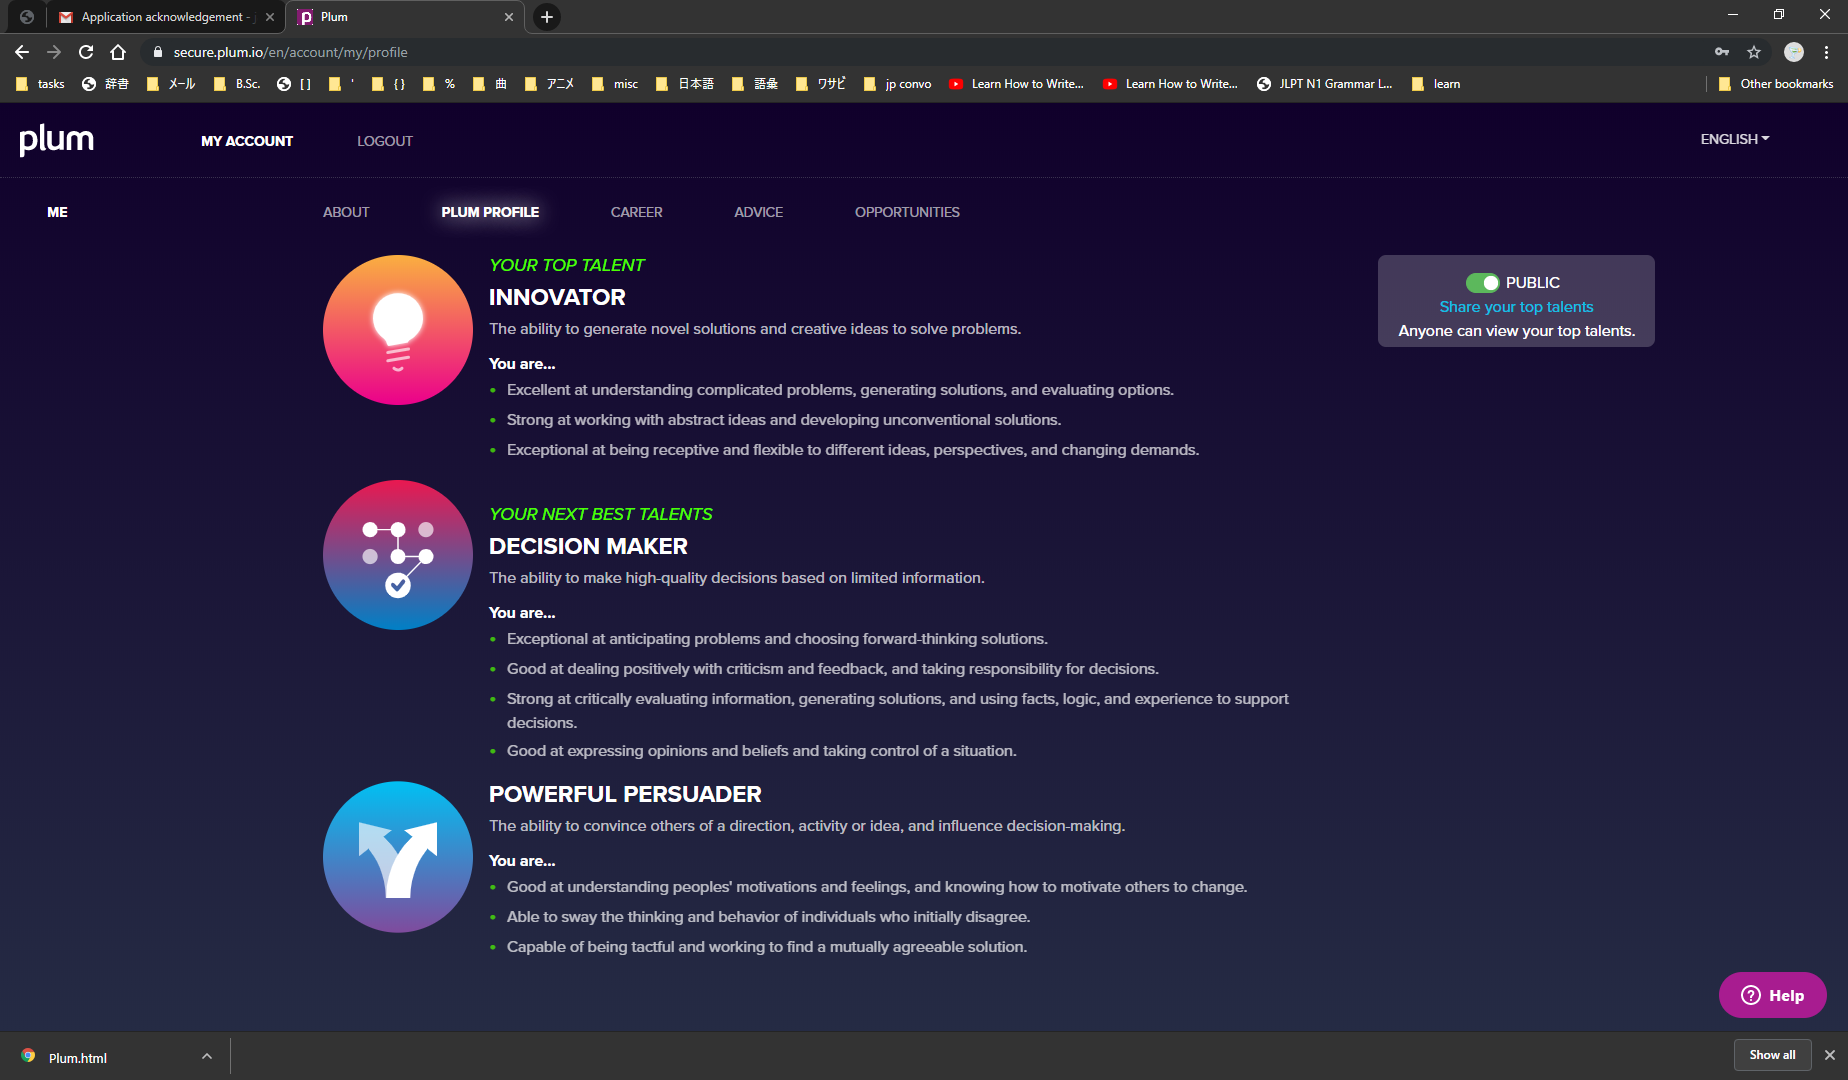 Application acknowledgement - j
Plum
secure.plum.io/en/account/my/profile
tasks 辞書 メール B.Sc. [ ] ' { } % 曲 アニメ misc 日本語 語彙 ワサビ jp convo Learn How to Write... Learn How to Write... JLPT N1 Grammar L... learn Other bookmarks
plum MY ACCOUNT LOGOUT ENGLISH
ME ABOUT PLUM PROFILE CAREER ADVICE OPPORTUNITIES
YOUR TOP TALENT
INNOVATOR
The ability to generate novel solutions and creative ideas to solve problems.
You are...
• Excellent at understanding complicated problems, generating solutions, and evaluating options.
• Strong at working with abstract ideas and developing unconventional solutions.
• Exceptional at being receptive and flexible to different ideas, perspectives, and changing demands.
PUBLIC
Share your top talents
Anyone can view your top talents.
YOUR NEXT BEST TALENTS
DECISION MAKER
The ability to make high-quality decisions based on limited information.
You are...
• Exceptional at anticipating problems and choosing forward-thinking solutions.
• Good at dealing positively with criticism and feedback, and taking responsibility for decisions.
• Strong at critically evaluating information, generating solutions, and using facts, logic, and experience to support
decisions.
• Good at expressing opinions and beliefs and taking control of a situation.
POWERFUL PERSUADER
The ability to convince others of a direction, activity or idea, and influence decision-making.
You are...
• Good at understanding peoples' motivations and feelings, and knowing how to motivate others to change.
• Able to sway the thinking and behavior of individuals who initially disagree.
• Capable of being tactful and working to find a mutually agreeable solution.
? Help
Plum.html
Show all